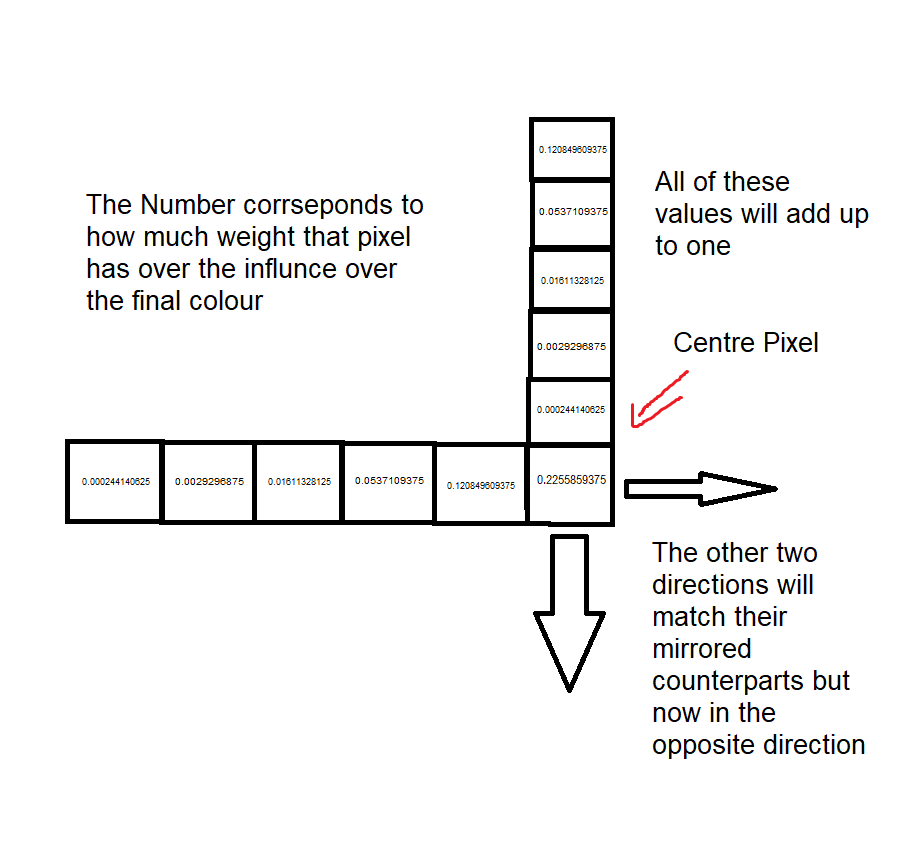 0.120849609375
0.0537109375
0.01611328125
0.0029296875
0.000244140625
The Number corrseponds to
how much weight that pixel
has over the influnce over
the final colour
All of these
values will add up
to one
Centre Pixel
0.000244140625
0.0029296875
0.01611328125
0.0537109375
0.120849609375
0.2255859375
The other two
directions will
match their
mirrored
counterparts but
now in the
opposite direction